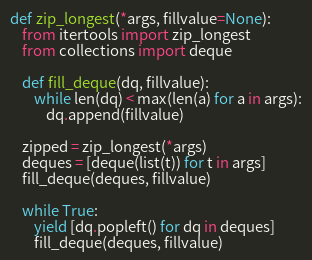 def zip_longest(*args, fillvalue=None):
    from itertools import zip_longest
    from collections import deque

    def fill_deque(dq, fillvalue):
        while len(dq) < max(len(a) for a in args):
            dq.append(fillvalue)

    zipped = zip_longest(*args)
    deques = [deque(list(t)) for t in args]
    fill_deque(deques, fillvalue)

    while True:
        yield [dq.popleft() for dq in deques]
        fill_deque(deques, fillvalue)